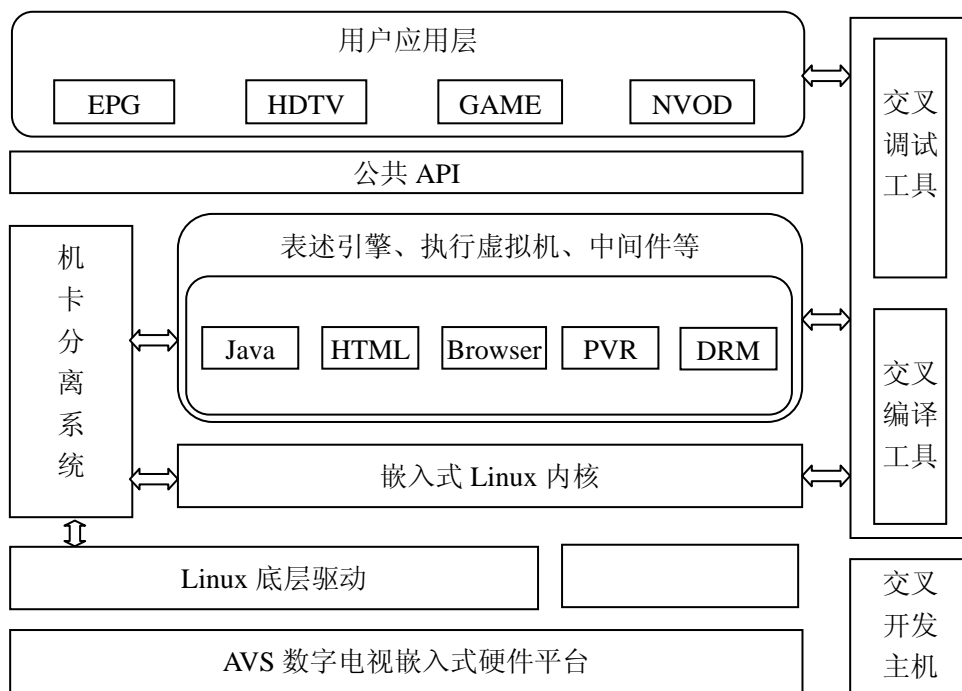 用户应用层
EPG
HDTV
GAME
NVOD
公共 API
机
卡
分
离
系
统
表述引擎、执行虚拟机、中间件等
Java
HTML
Browser
PVR
DRM
嵌入式 Linux 内核
Linux 底层驱动
AVS 数字电视嵌入式硬件平台
交叉
调试
工具
交叉
编译
工具
交叉
开发
主机